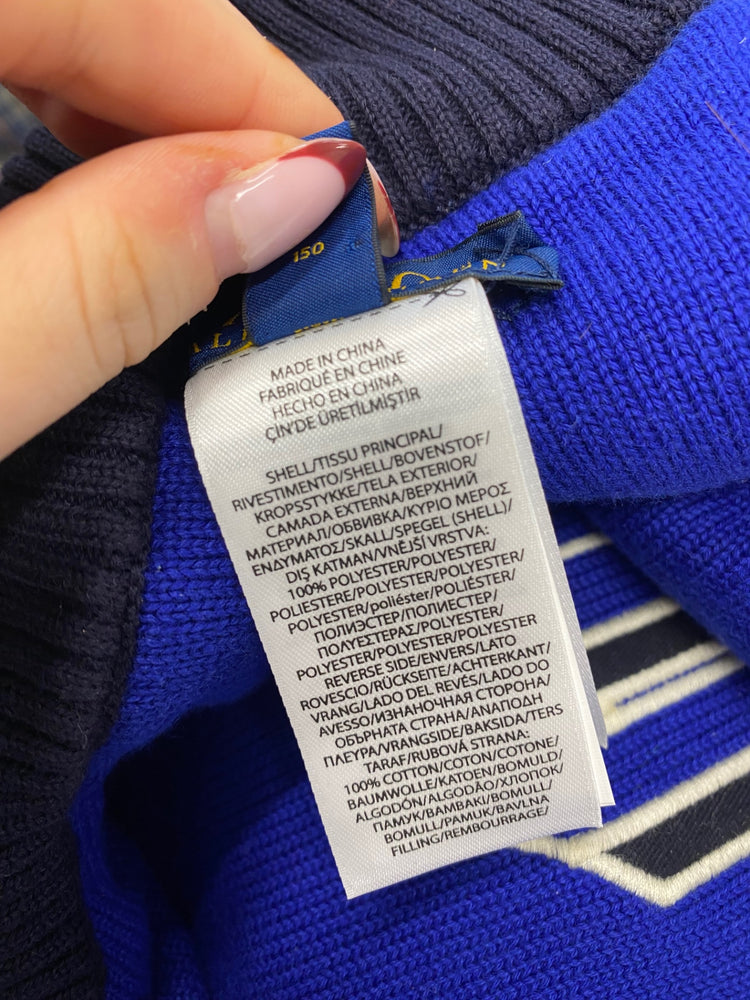 150
MADE IN CHINA
FABRIQUÉ EN CHINE
HECHO EN CHINA
ÇİN'DE ÜRETİLMİŞTİR
SHELL/TISSU PRINCIPAL/
RIVESTIMENTO/SHELL/BOVENSTOF/
KROPSSTYKKE/TELA EXTERIOR/
CAMADA EXTERNA/ВЕРХНИЙ
МАТЕРИАЛ/ОБВИВКА/ΚΥΡΙΟ ΜΕΡΟΣ
ΕΝΔΥΜΑΤΟΣ/SKALL/SPEGEL (SHELL)/
DIŞ KATMAN/VNĚJŠÍ VRSTVA:
100% POLYESTER/POLYESTER/
POLIESTERE/POLYESTER/POLYESTER/
POLYESTER/poliéster/POLIÉSTER/
ПОЛИЭСТЕР/ПОЛИЕСТЕР/
ΠΟΛΥΕΣΤΕΡΑΣ/POLYESTER/
POLYESTER/POLYESTER/POLYESTER
REVERSE SIDE/ENVERS/LATO
ROVESCIO/RÜCKSEITE/ACHTERKANT/
VRANG/LADO DEL REVÉS/LADO DO
AVESSO/ИЗНАНОЧНАЯ СТОРОНА/
ОБЪРНАТА СТРАНА/ΑΝΑΠΟΔΗ
ΠΛΕΥΡΑ/VRANGSIDE/BAKSIDA/TERS
TARAF/RUBOVÁ STRANA:
100% COTTON/COTON/COTONE/
BAUMWOLLE/KATOEN/BOMULD/
ALGODÓN/ALGODÃO/ХЛОПОК/
ПАМУК/ΒΑΜΒΑΚΙ/BOMULL/
BOMULL/PAMUK/BAVLNA
FILLING/REMBOURRAGE/